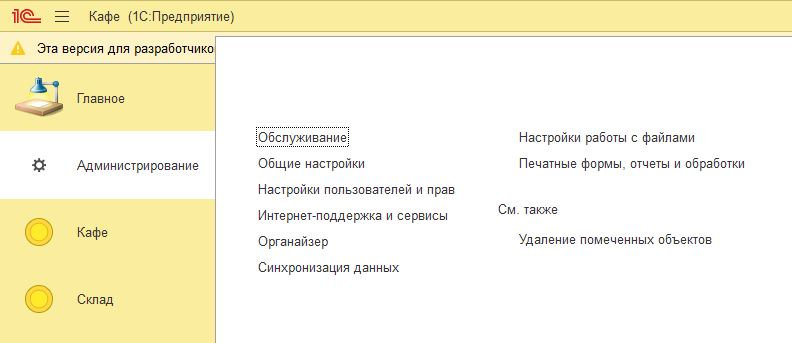 1С Кафе (1С:Предприятие)
Эта версия для разработчико
Главное
Администрирование
Кафе
Склад
Обслуживание
Общие настройки
Настройки пользователей и прав
Интернет-поддержка и сервисы
Органайзер
Синхронизация данных
Настройки работы с файлами
Печатные формы, отчеты и обработки
См. также
Удаление помеченных объектов